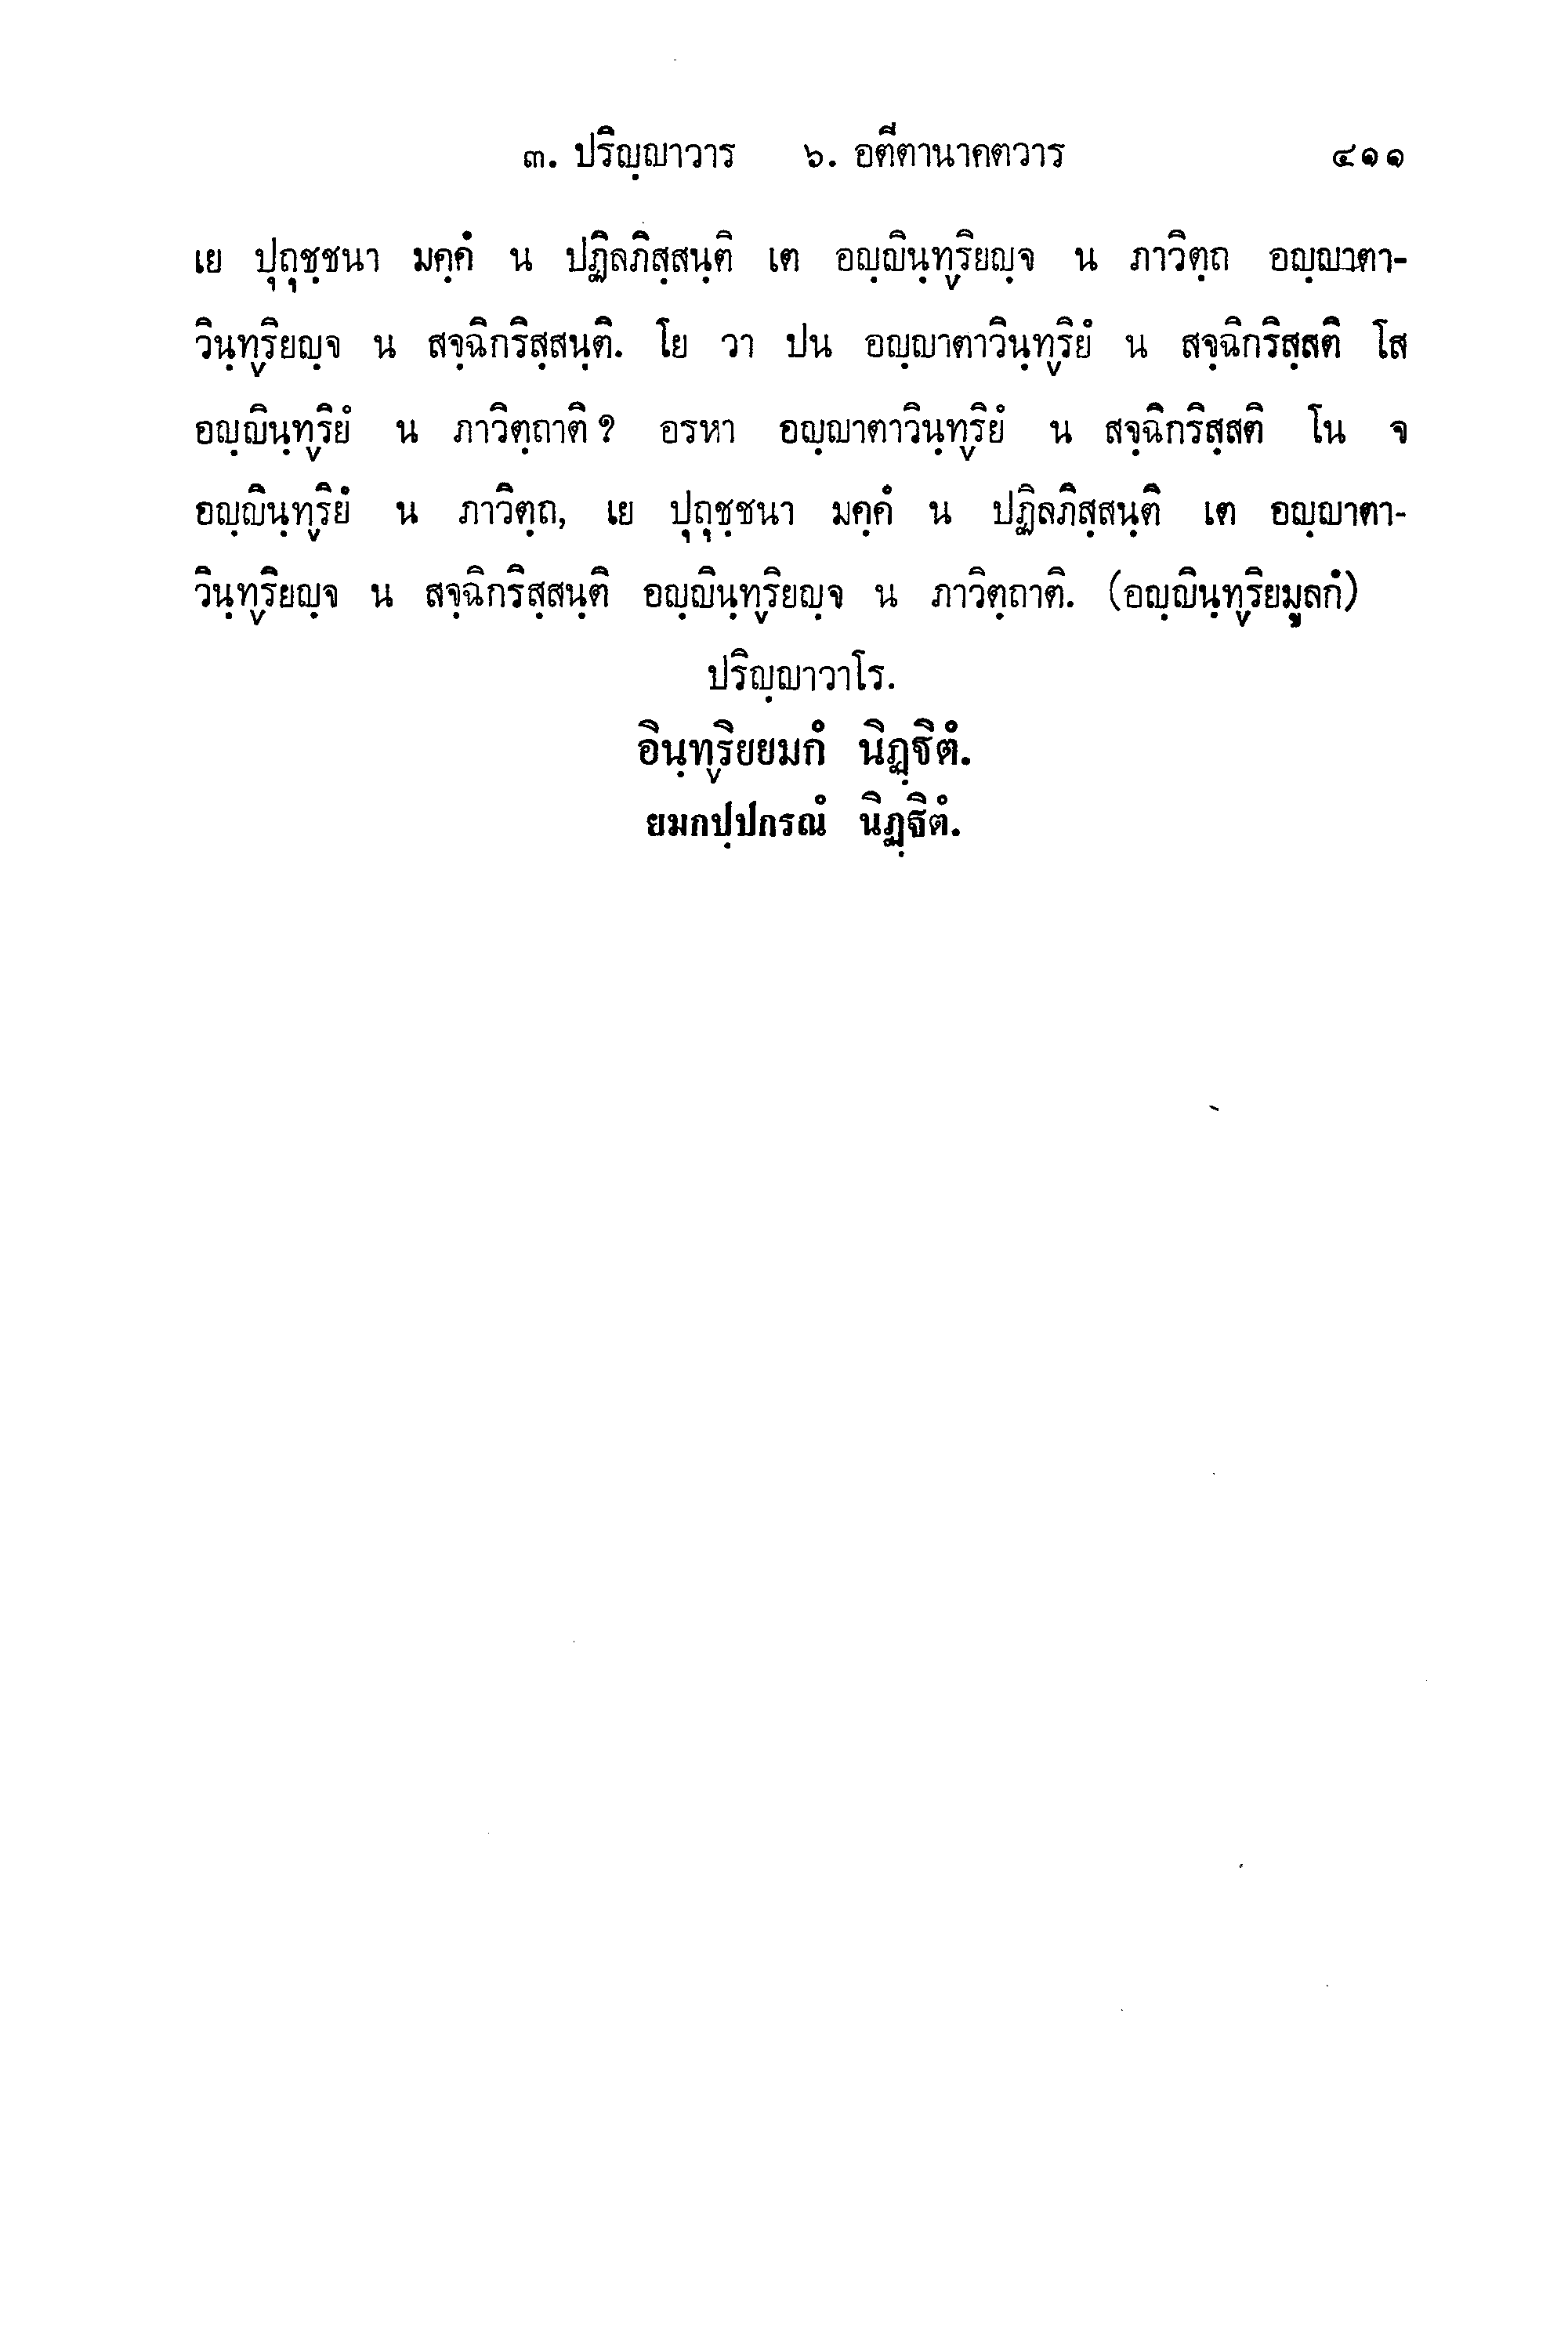 ๓. ปริญฺญาวาร ๖. อตีตานาคตวาร ๔๑๑
เย ปุถุชฺชนา มคฺคํ น ปฏิลภิสฺสนฺติ เต อญฺญินฺทฺริยญฺจ น ภาวิตฺถ อญฺญาตา-
วินฺทฺริยญฺจ น สจฺฉิกริสฺสนฺติ. โย วา ปน อญฺญาตาวินฺทฺริยํ น สจฺฉิกริสฺสติ โส
อญฺญินฺทฺริยํ น ภาวิตฺถาติ? อรหา อญฺญาตาวินฺทฺริยํ น สจฺฉิกริสฺสติ โน จ
อญฺญินฺทฺริยํ น ภาวิตฺถ, เย ปุถุชฺชนา มคฺคํ น ปฏิลภิสฺสนฺติ เต อญฺญาตา-
วินฺทฺริยญฺจ น สจฺฉิกริสฺสนฺติ อญฺญินฺทฺริยญฺจ น ภาวิตฺถาติ. (อญฺญินฺทฺริยมูลกํ)
ปริญฺญาวาโร.
อินฺทฺริยยมกํ นิฏฺฐิตํ.
ยมกปฺปกรณํ นิฏฺฐิตํ.